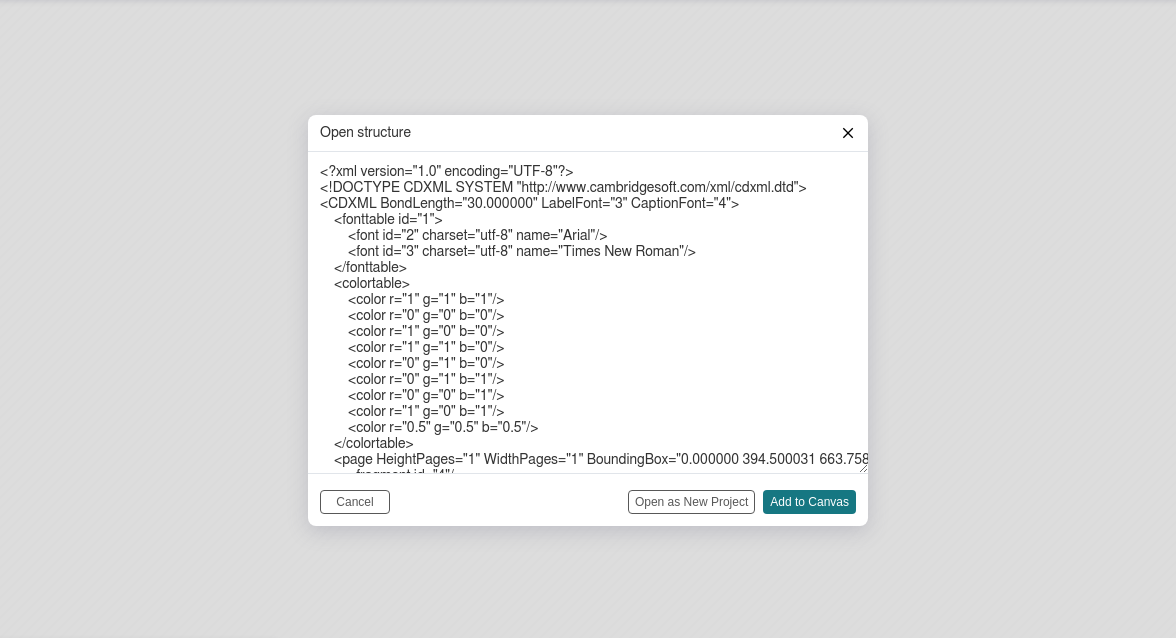 Open structure
<?xml version="1.0" encoding="UTF-8"?>
<!DOCTYPE CDXML SYSTEM "http://www.cambridgesoft.com/xml/cdxml.dtd">
<CDXML BondLength="30.000000" LabelFont="3" CaptionFont="4">
    <fonttable id="1">
        <font id="2" charset="utf-8" name="Arial"/>
        <font id="3" charset="utf-8" name="Times New Roman"/>
    </fonttable>
    <colortable>
        <color r="1" g="1" b="1"/>
        <color r="0" g="0" b="0"/>
        <color r="1" g="0" b="0"/>
        <color r="1" g="1" b="0"/>
        <color r="0" g="1" b="0"/>
        <color r="0" g="1" b="1"/>
        <color r="0" g="0" b="1"/>
        <color r="1" g="0" b="1"/>
        <color r="0.5" g="0.5" b="0.5"/>
    </colortable>
    <page HeightPages="1" WidthPages="1" BoundingBox="0.000000 394.500031 663.758
Cancel
Open as New Project
Add to Canvas